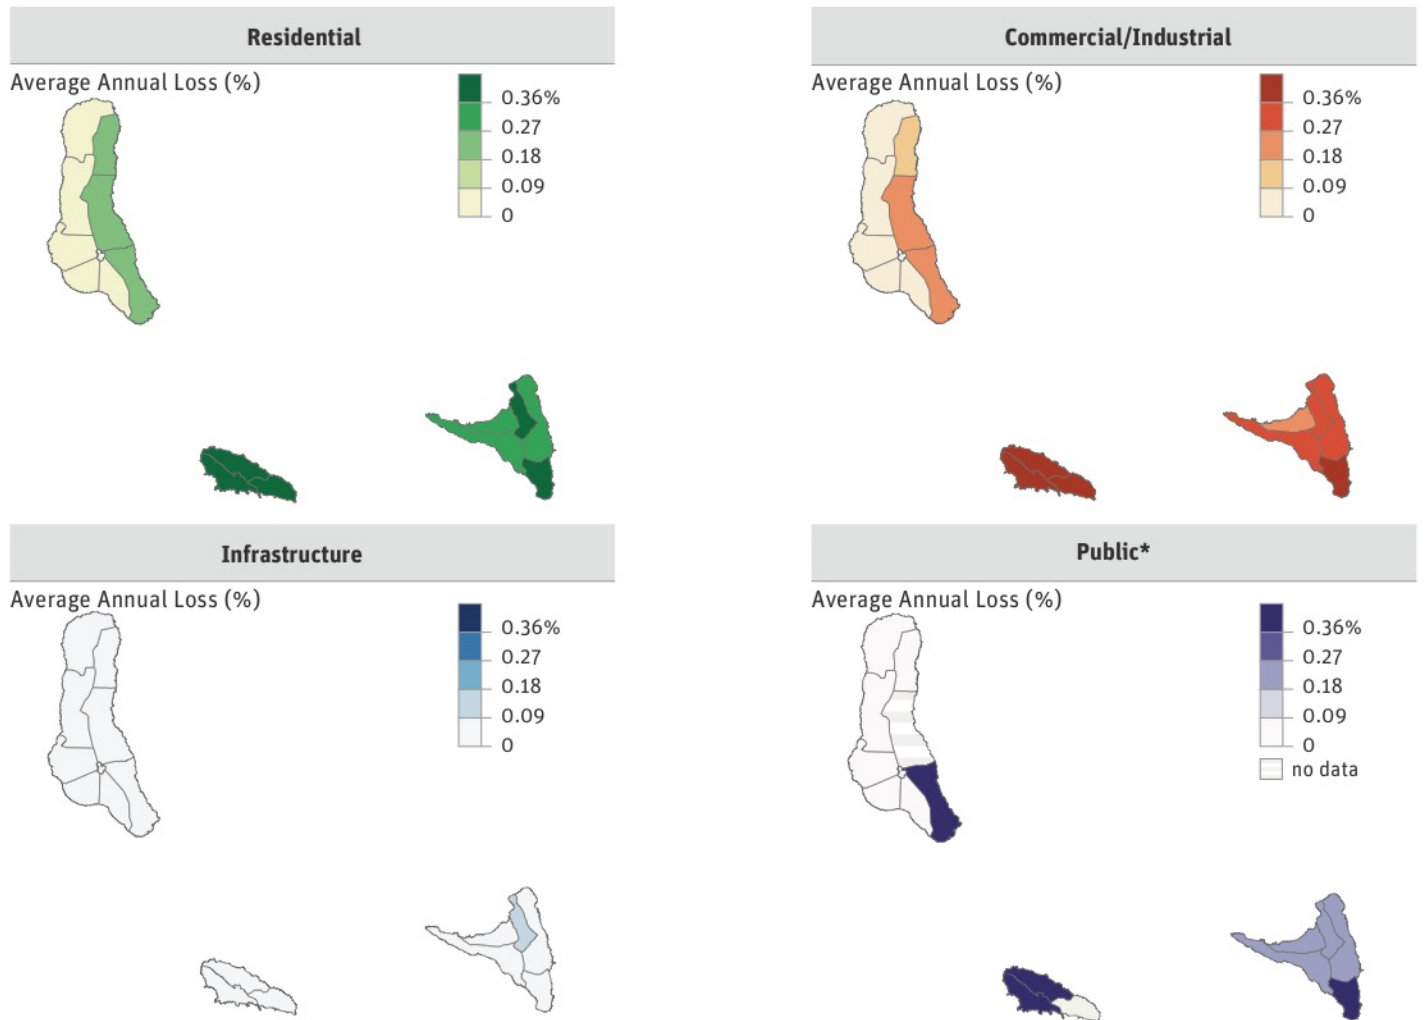 Residential
Average Annual Loss (%)
0.36%
0.27
0.18
0.09
0
Commercial/Industrial
Average Annual Loss (%)
0.36%
0.27
0.18
0.09
0
Infrastructure
Average Annual Loss (%)
0.36%
0.27
0.18
0.09
0
Public*
Average Annual Loss (%)
0.36%
0.27
0.18
0.09
0
no data